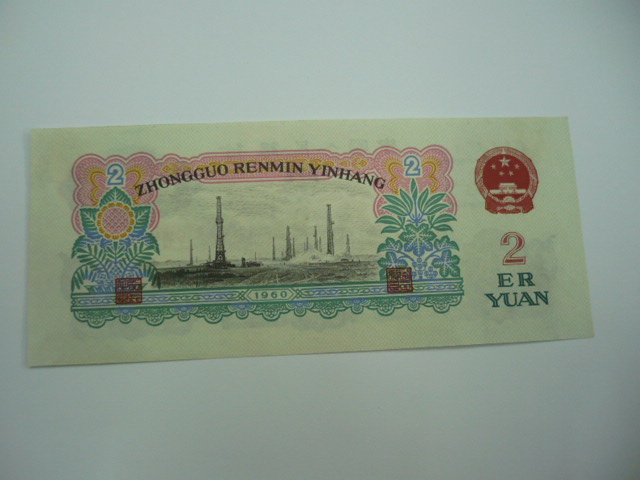 2
2
ZHONGGUO RENMIN YINHANG
1960
2
ER
YUAN